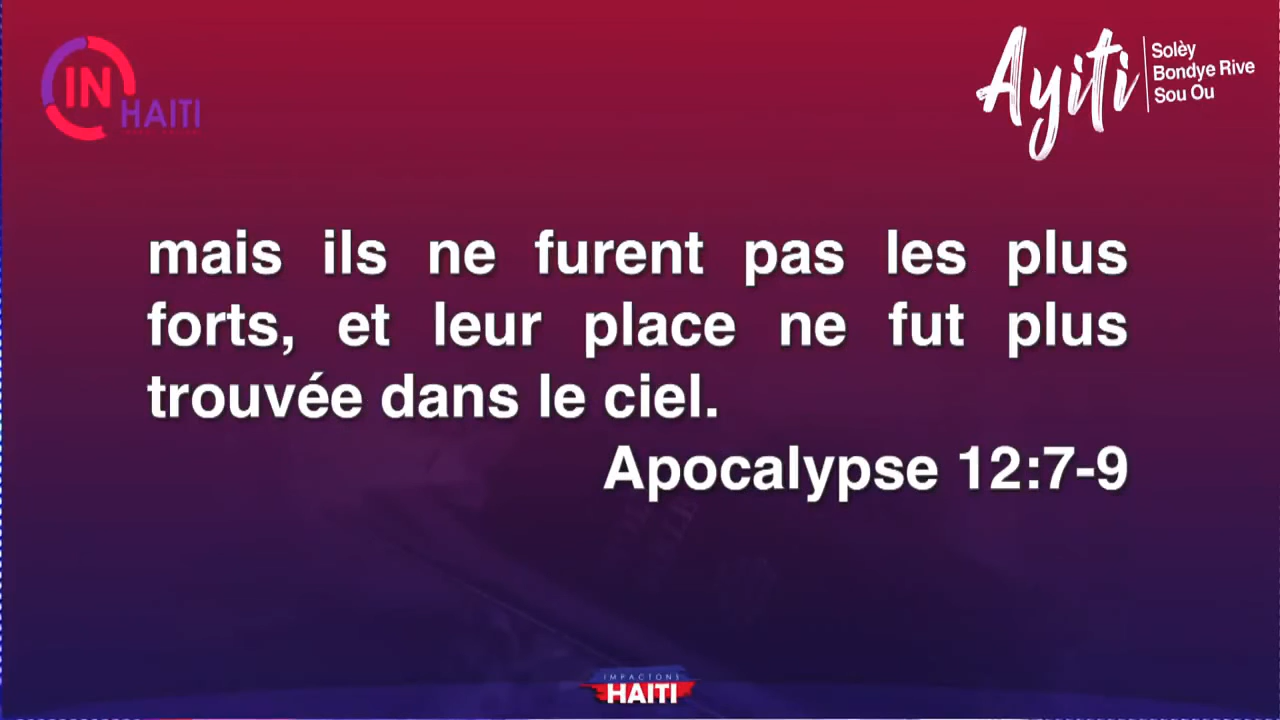 IN
HAITI
Ayiti
Solèy
Bondye Rive
Sou Ou
mais ils ne furent pas les plus
forts, et leur place ne fut plus
trouvée dans le ciel.
Apocalypse 12:7-9
IMPACTONS
HAITI